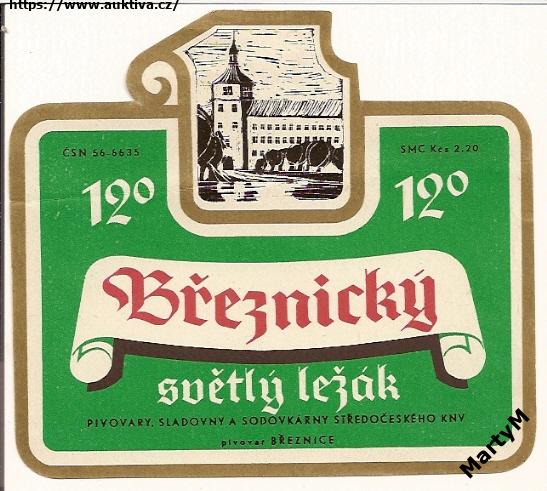 https://www.auktiva.cz/
ČSN 56-6635
SMC Kčs 2.20
12°
12°
Březnický
světlý ležák
PIVOVARY, SLADOVNY A SODOVKÁRNY STŘEDOČESKÉHO KNV
pivovar BŘEZNICE
MartyM